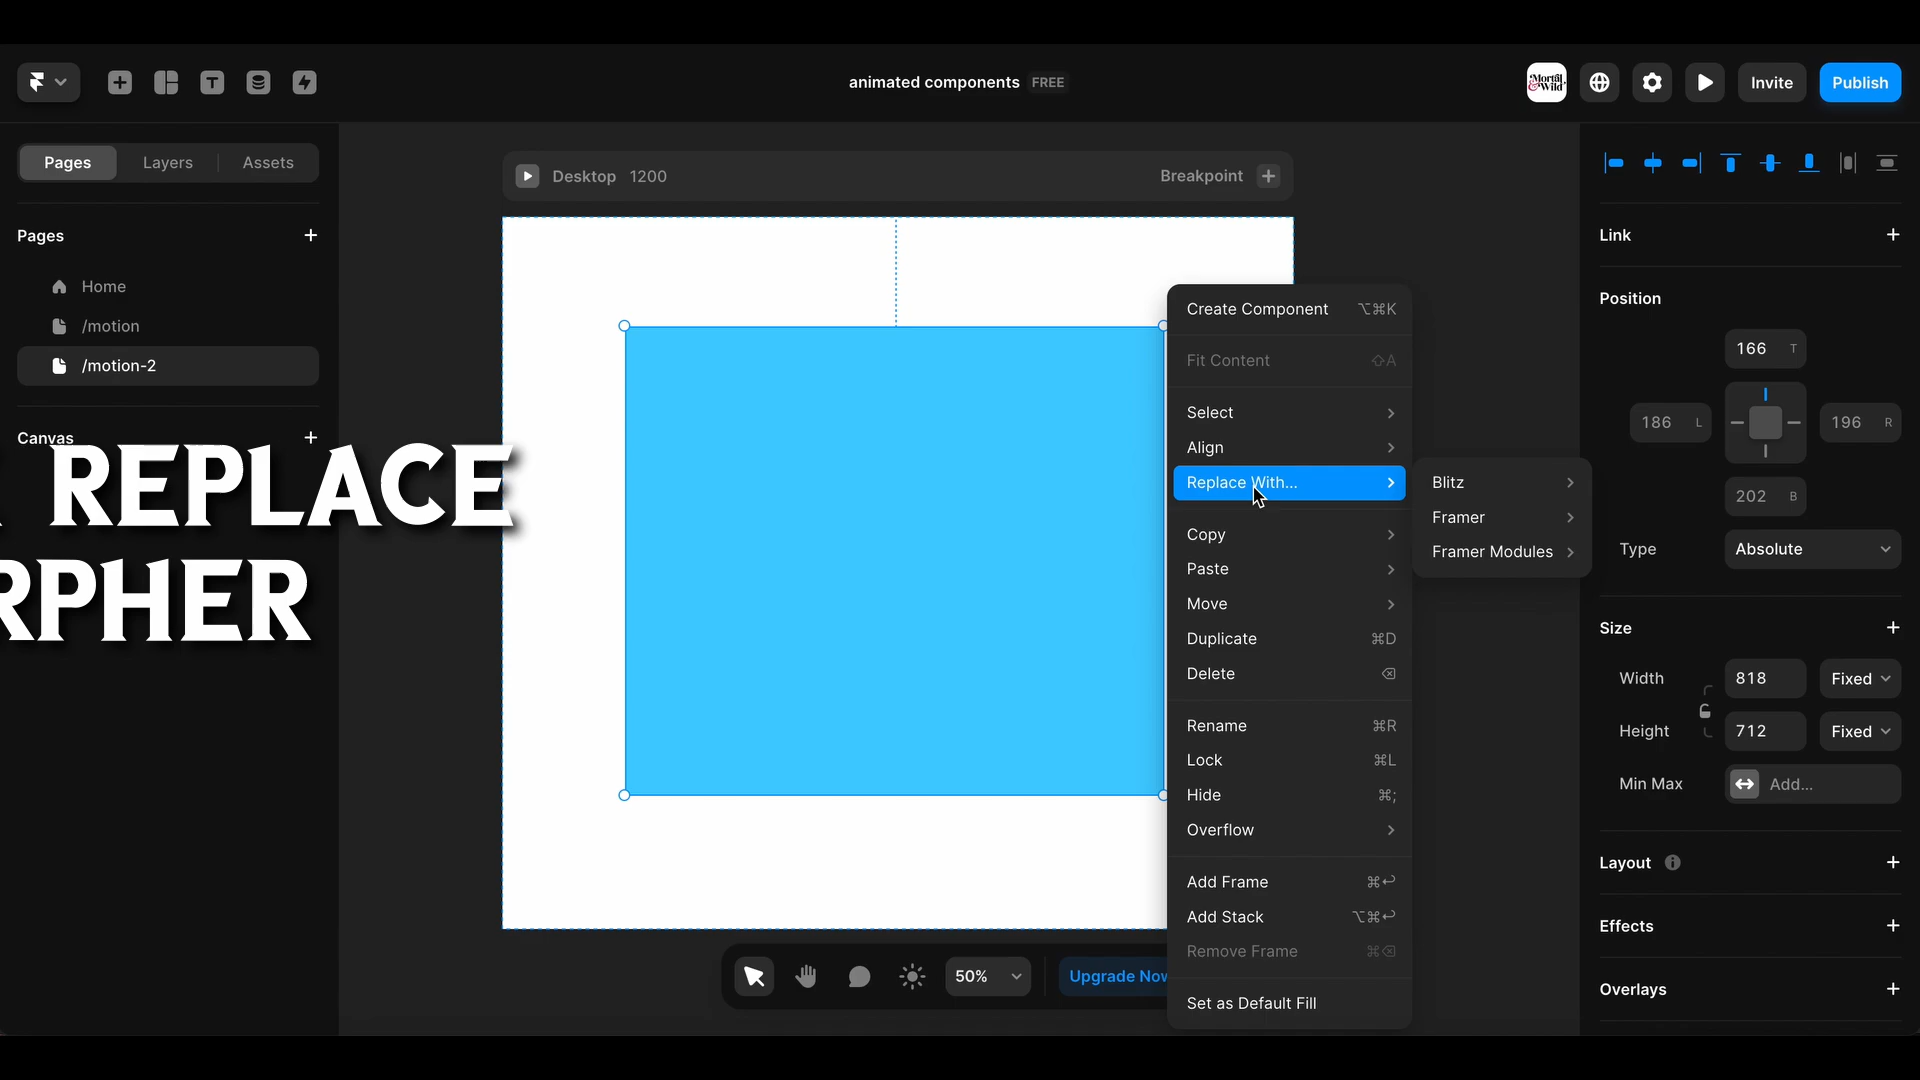 animated components FREE
Mortal
& Wild
Invite
Publish
Pages
Layers
Assets
Pages
Home
/motion
/motion-2
Canvas
REPLACE
RPHER
Desktop 1200
Breakpoint
Create Component ⌥⌘K
Fit Content ⇧A
Select
Align
Replace With...
Copy
Paste
Move
Duplicate ⌘D
Delete
Rename ⌘R
Lock ⌘L
Hide ⌘;
Overflow
Add Frame ⌘↩
Add Stack ⌥⌘↩
Remove Frame ⌘⌫
Set as Default Fill
Blitz
Framer
Framer Modules
50%
Upgrade Now
Link
Position
166 T
186 L
196 R
202 B
Type Absolute
Size
Width 818 Fixed
Height 712 Fixed
Min Max Add...
Layout
Effects
Overlays